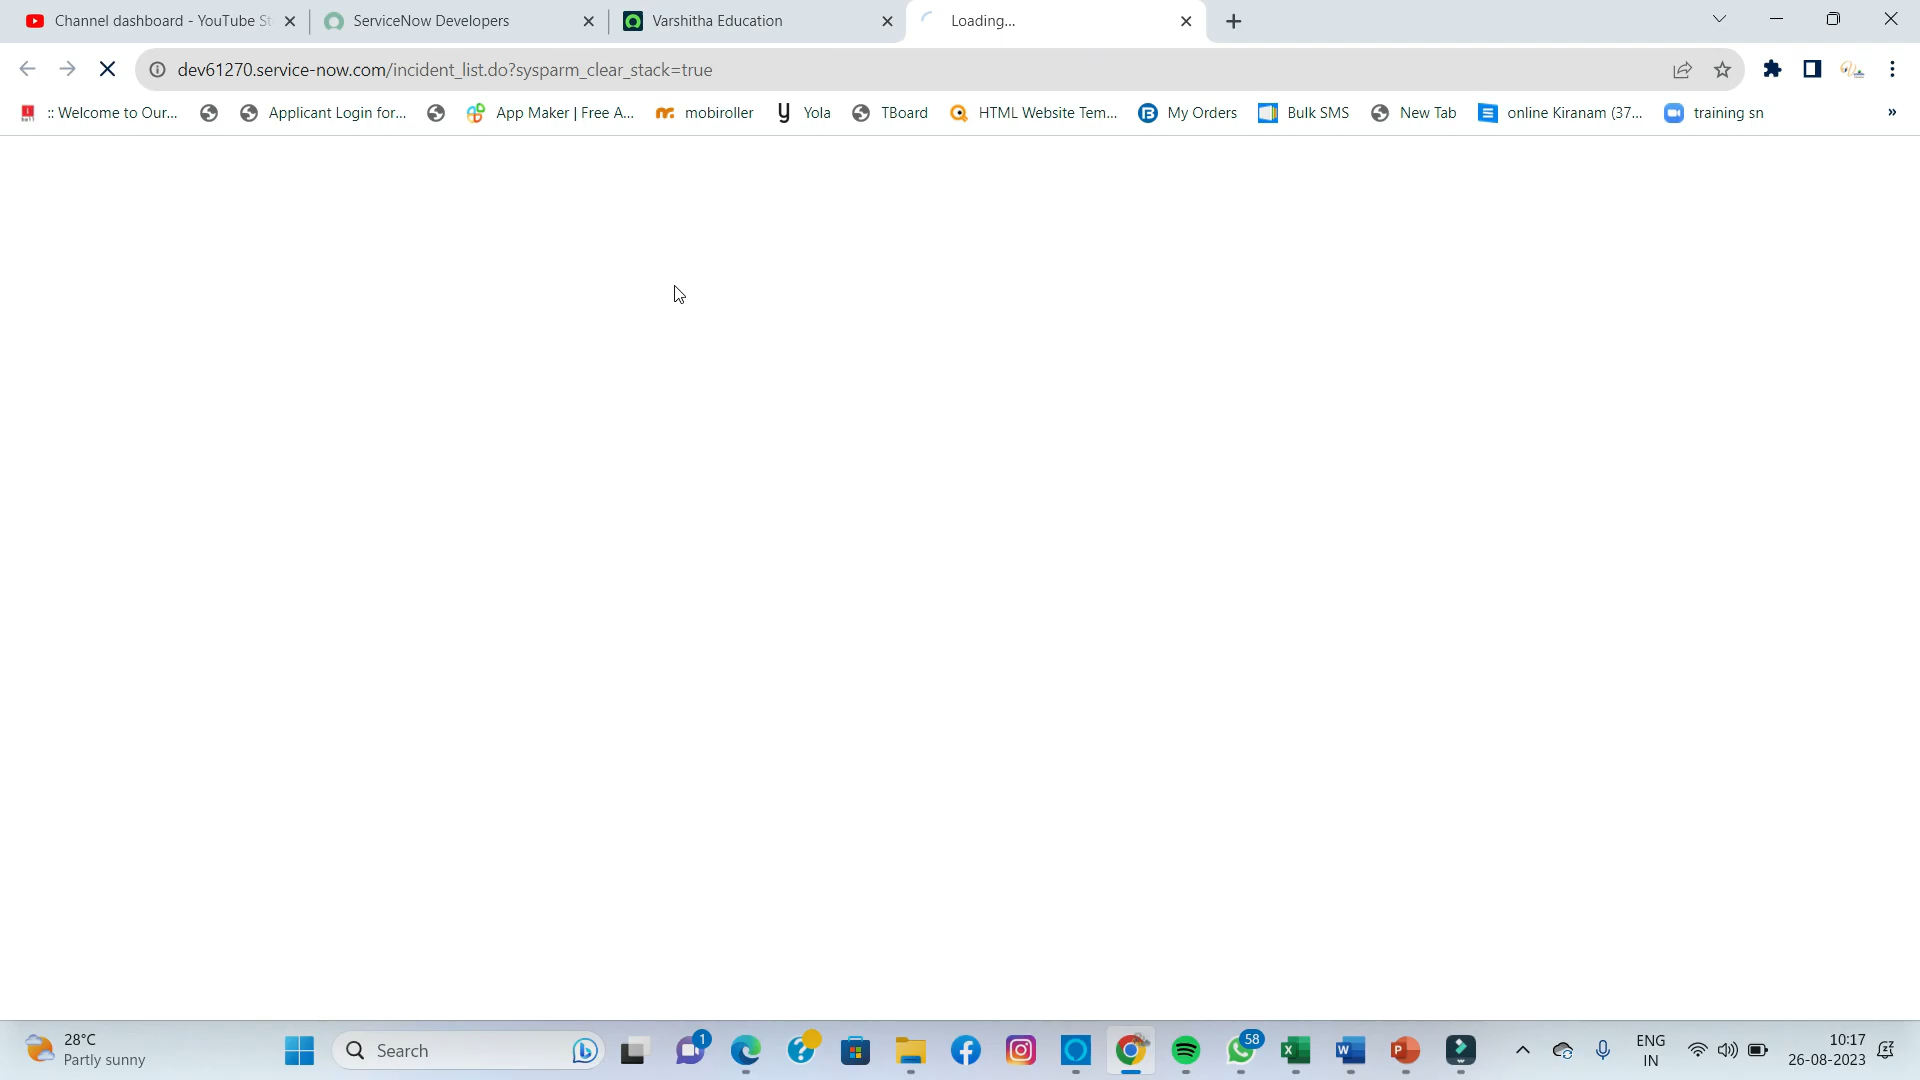 Channel dashboard - YouTube St
ServiceNow Developers
Varshitha Education
Loading...
dev61270.service-now.com/incident_list.do?sysparm_clear_stack=true
:: Welcome to Our...
Applicant Login for...
App Maker | Free A...
mobiroller
Yola
TBoard
HTML Website Tem...
My Orders
Bulk SMS
New Tab
online Kiranam (37...
training sn
»
28°C
Partly sunny
Search
1
58
ENG
IN
10:17
26-08-2023